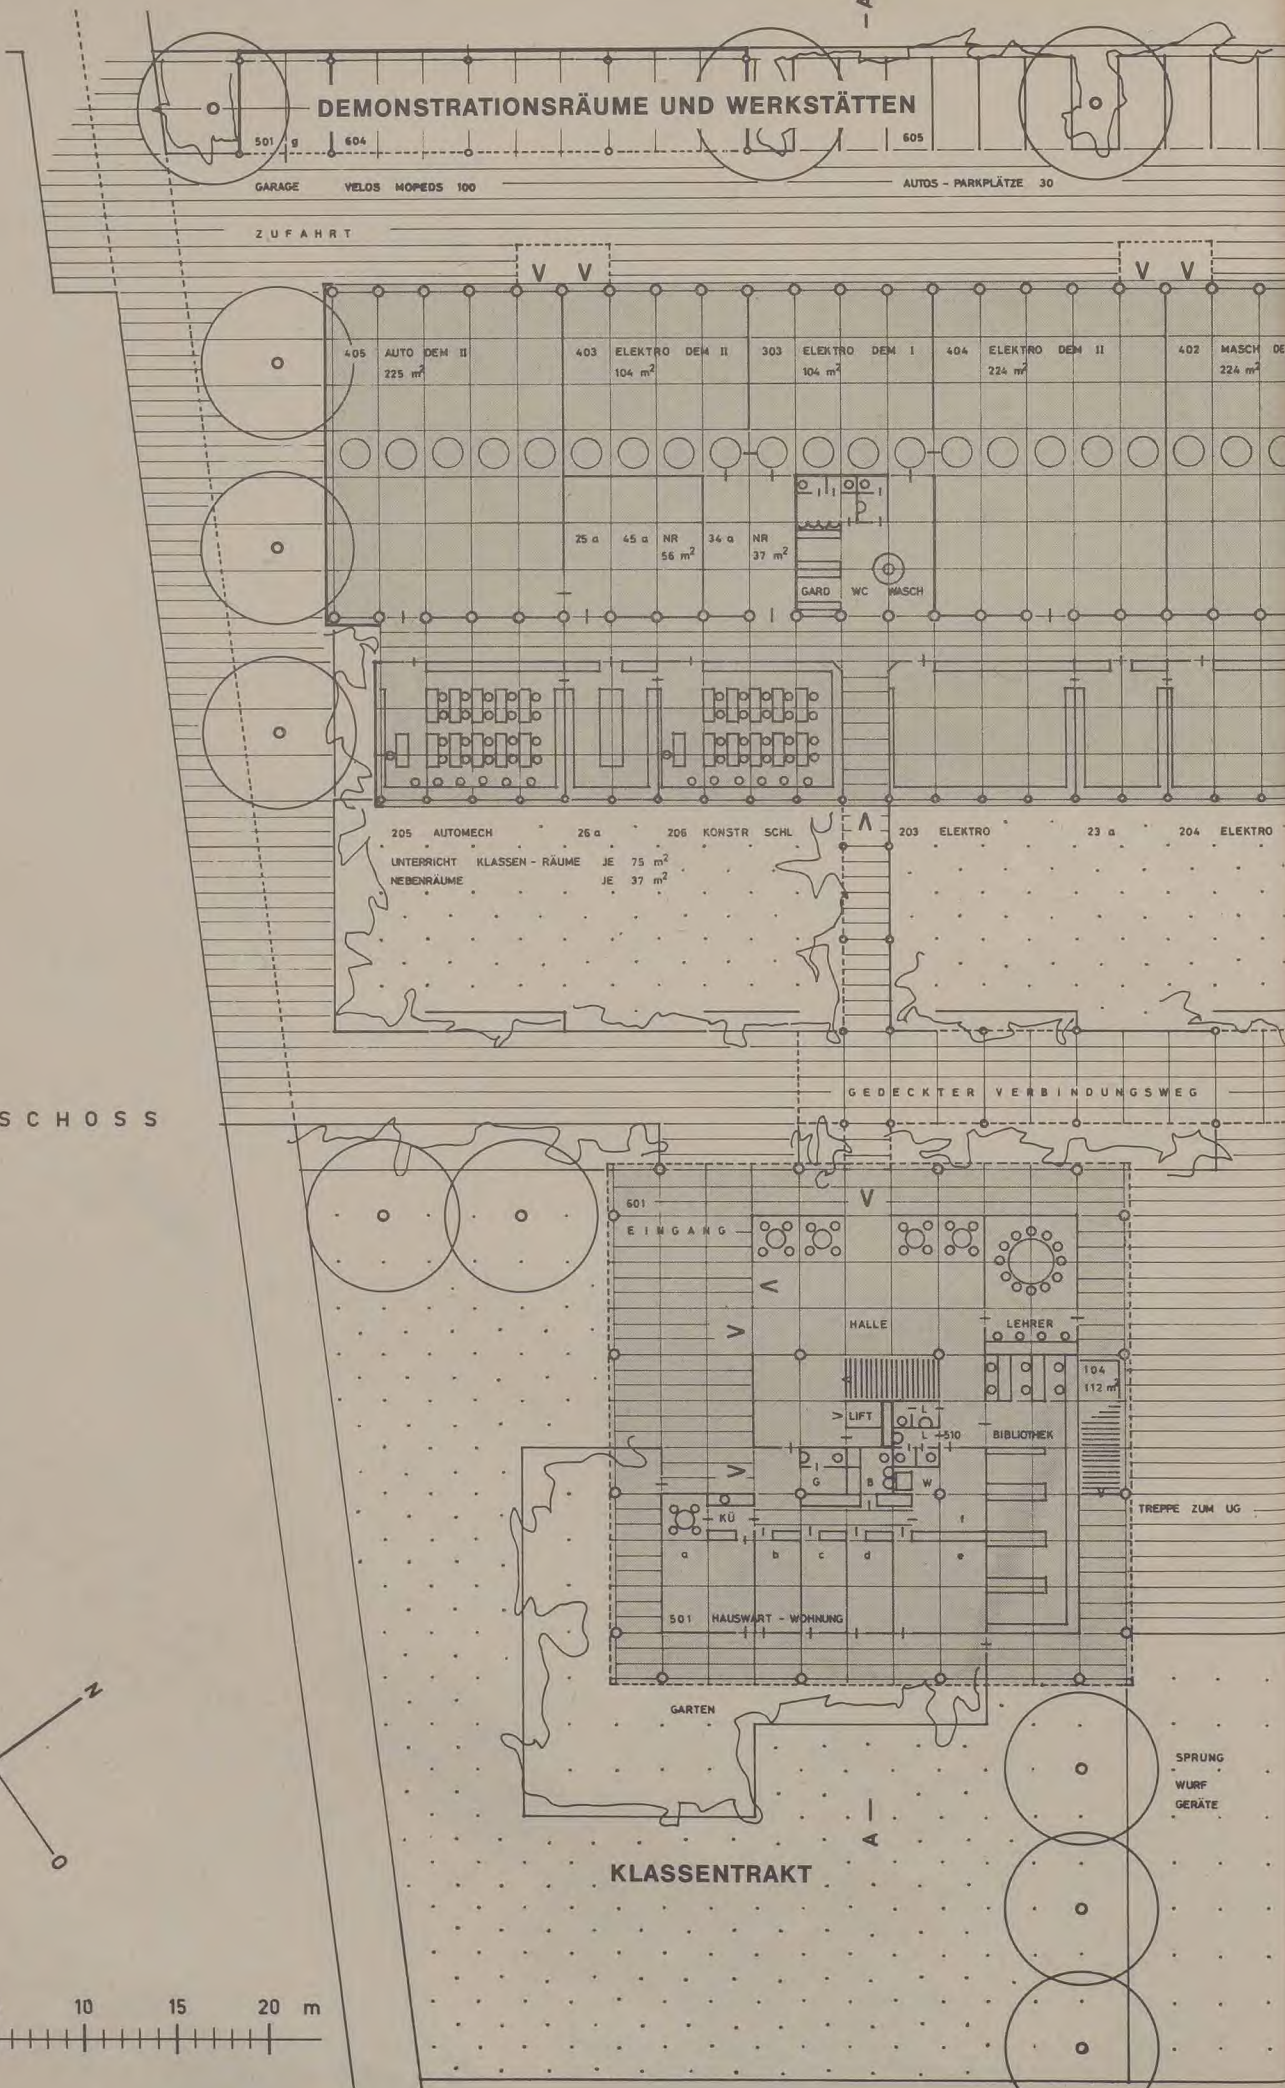 A
DEMONSTRATIONSRÄUME UND WERKSTÄTTEN
501 g 604 605
GARAGE VELOS MOPEDS 100 AUTOS - PARKPLÄTZE 30
ZUFAHRT
405 AUTO DEM II 403 ELEKTRO DEM II 303 ELEKTRO DEM I 404 ELEKTRO DEM II 402 MASCH DE
225 m² 104 m² 104 m² 224 m² 224 m²
25 a 45 a NR 34 a NR
56 m² 37 m²
GARD WC WASCH
205 AUTOMECH 26 a 206 KONSTR SCHL 203 ELEKTRO 23 a 204 ELEKTRO
UNTERRICHT KLASSEN - RÄUME JE 75 m²
NEBENRÄUME JE 37 m²
GEDECKTER VERBINDUNGSWEG
SCHOSS
601
EINGANG
HALLE LEHRER
104
112 m²
LIFT L
L 510 BIBLIOTHEK
G B W
KÜ f
TREPPE ZUM UG
a b c d e
501 HAUSWART - WOHNUNG
N
GARTEN
SPRUNG
WURF
GERÄTE
A
O
KLASSENTRAKT
10 15 20 m